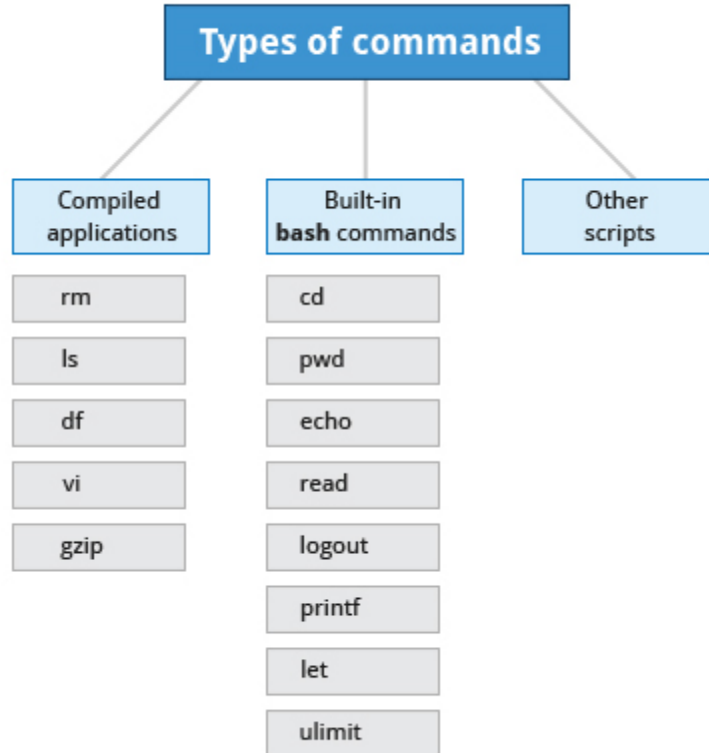 Types of commands
Compiled
applications
rm
ls
df
vi
gzip
Built-in
bash commands
cd
pwd
echo
read
logout
printf
let
ulimit
Other
scripts